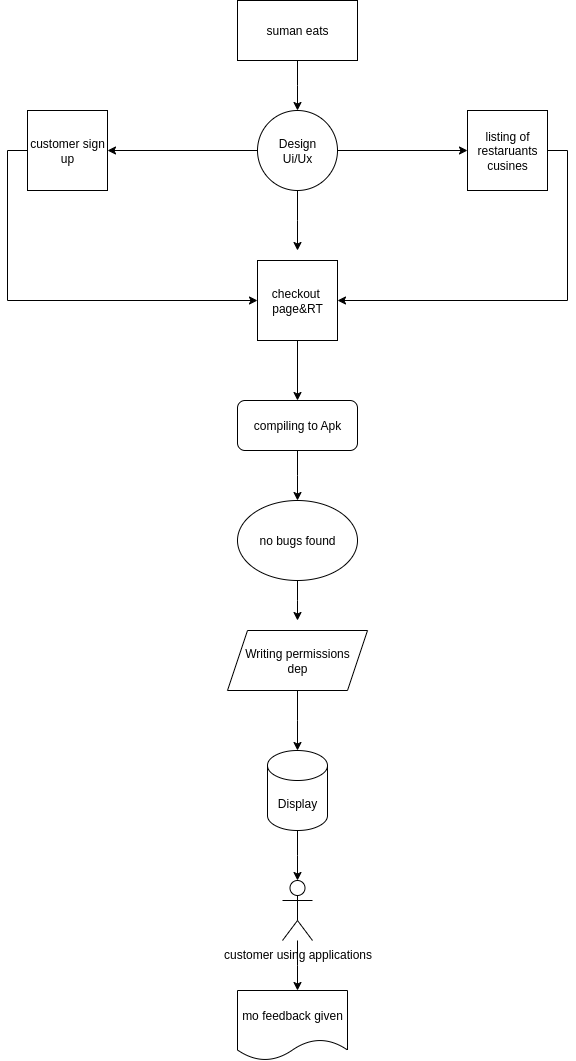 suman eats
customer sign
up
Design
Ui/Ux
listing of
restaruants
cusines
checkout
page&RT
compiling to Apk
no bugs found
Writing permissions
dep
Display
customer using applications
mo feedback given